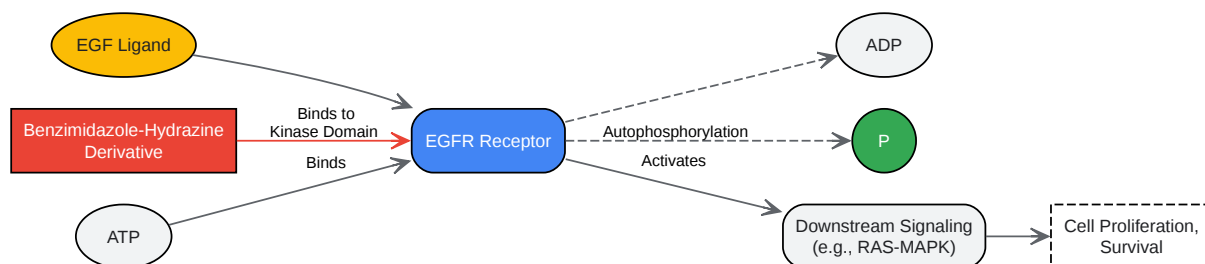 EGF Ligand
ADP
Benzimidazole-Hydrazine
Derivative
Binds to
Kinase Domain
EGFR Receptor
Autophosphorylation
P
Binds
Activates
ATP
Downstream Signaling
(e.g., RAS-MAPK)
Cell Proliferation,
Survival